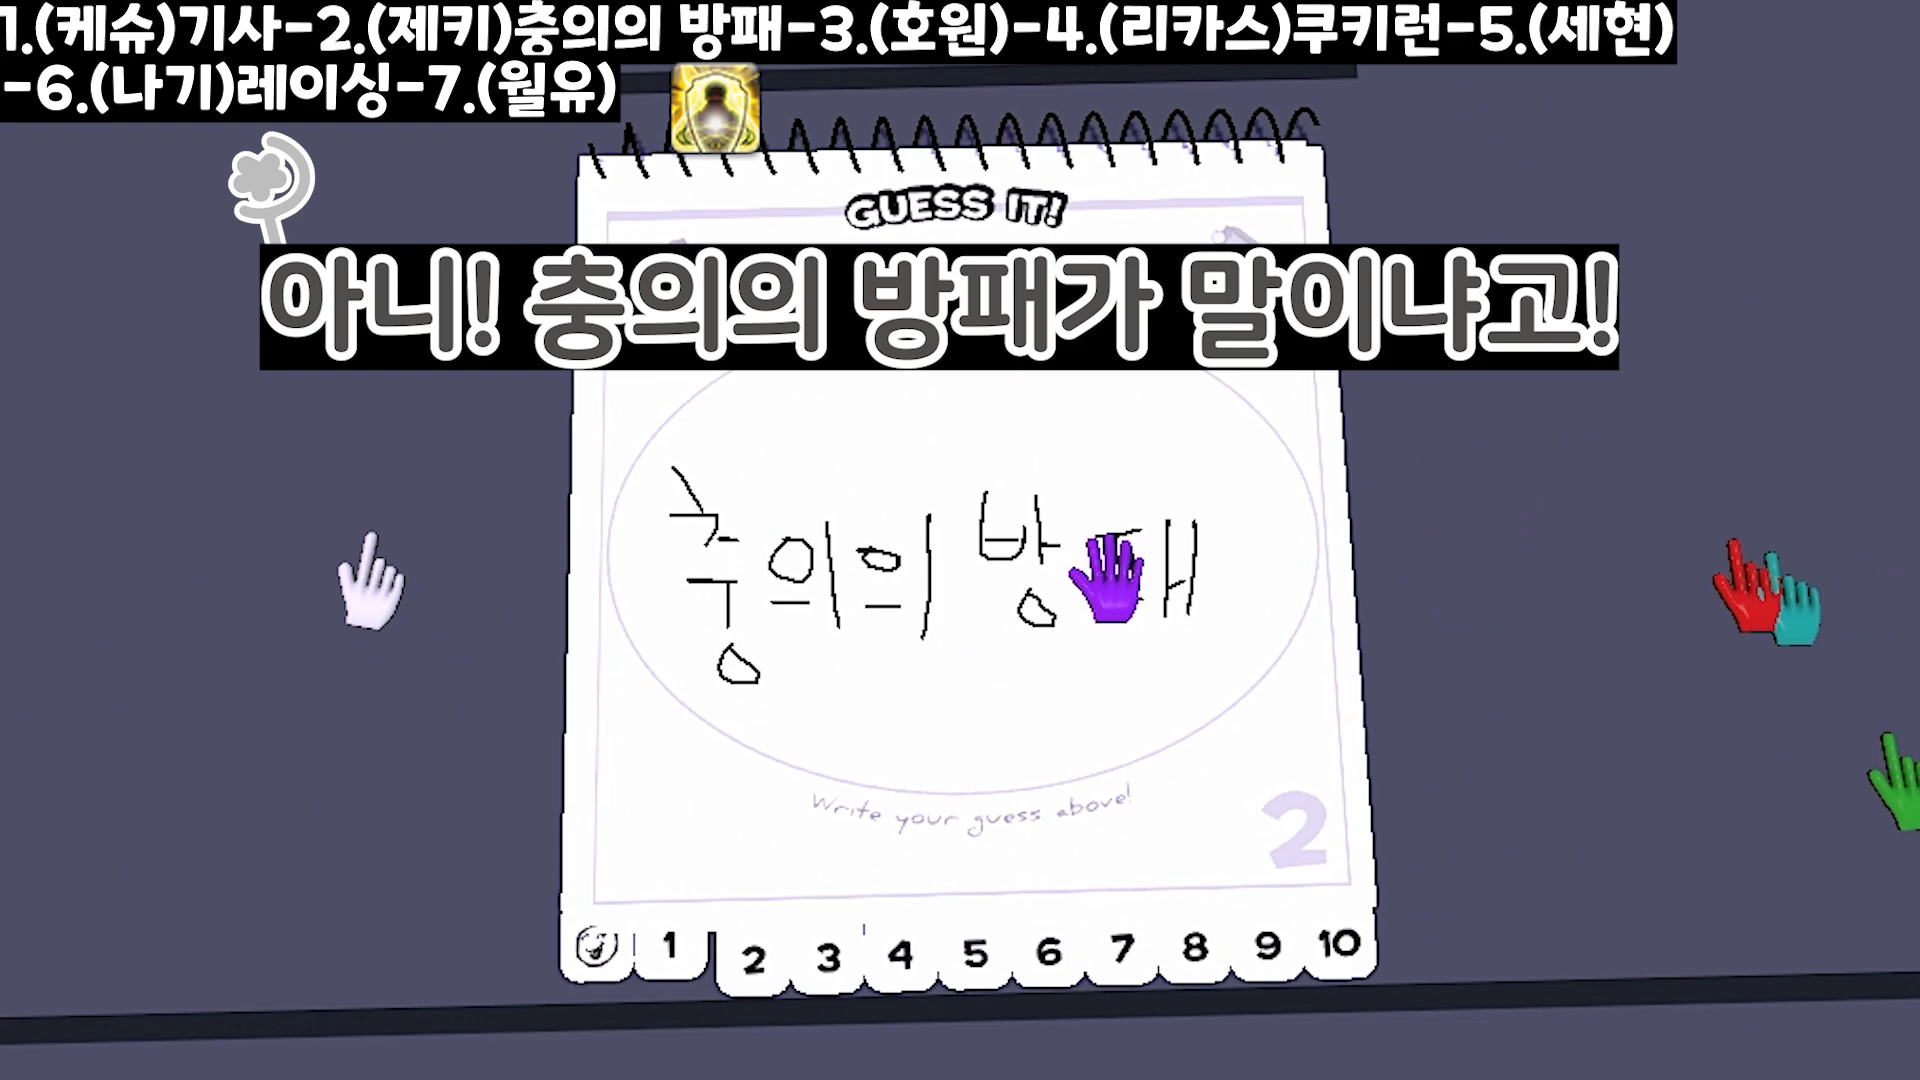 1.(케슈)기사-2.(제키)충의의 방패-3.(호원)-4.(리카스)쿠키런-5.(세현)
-6.(나기)레이싱-7.(월유)
GUESS IT!
아니! 충의의 방패가 말이냐고!
충의의 방패
Write your guess above!
2
1 2 3 4 5 6 7 8 9 10